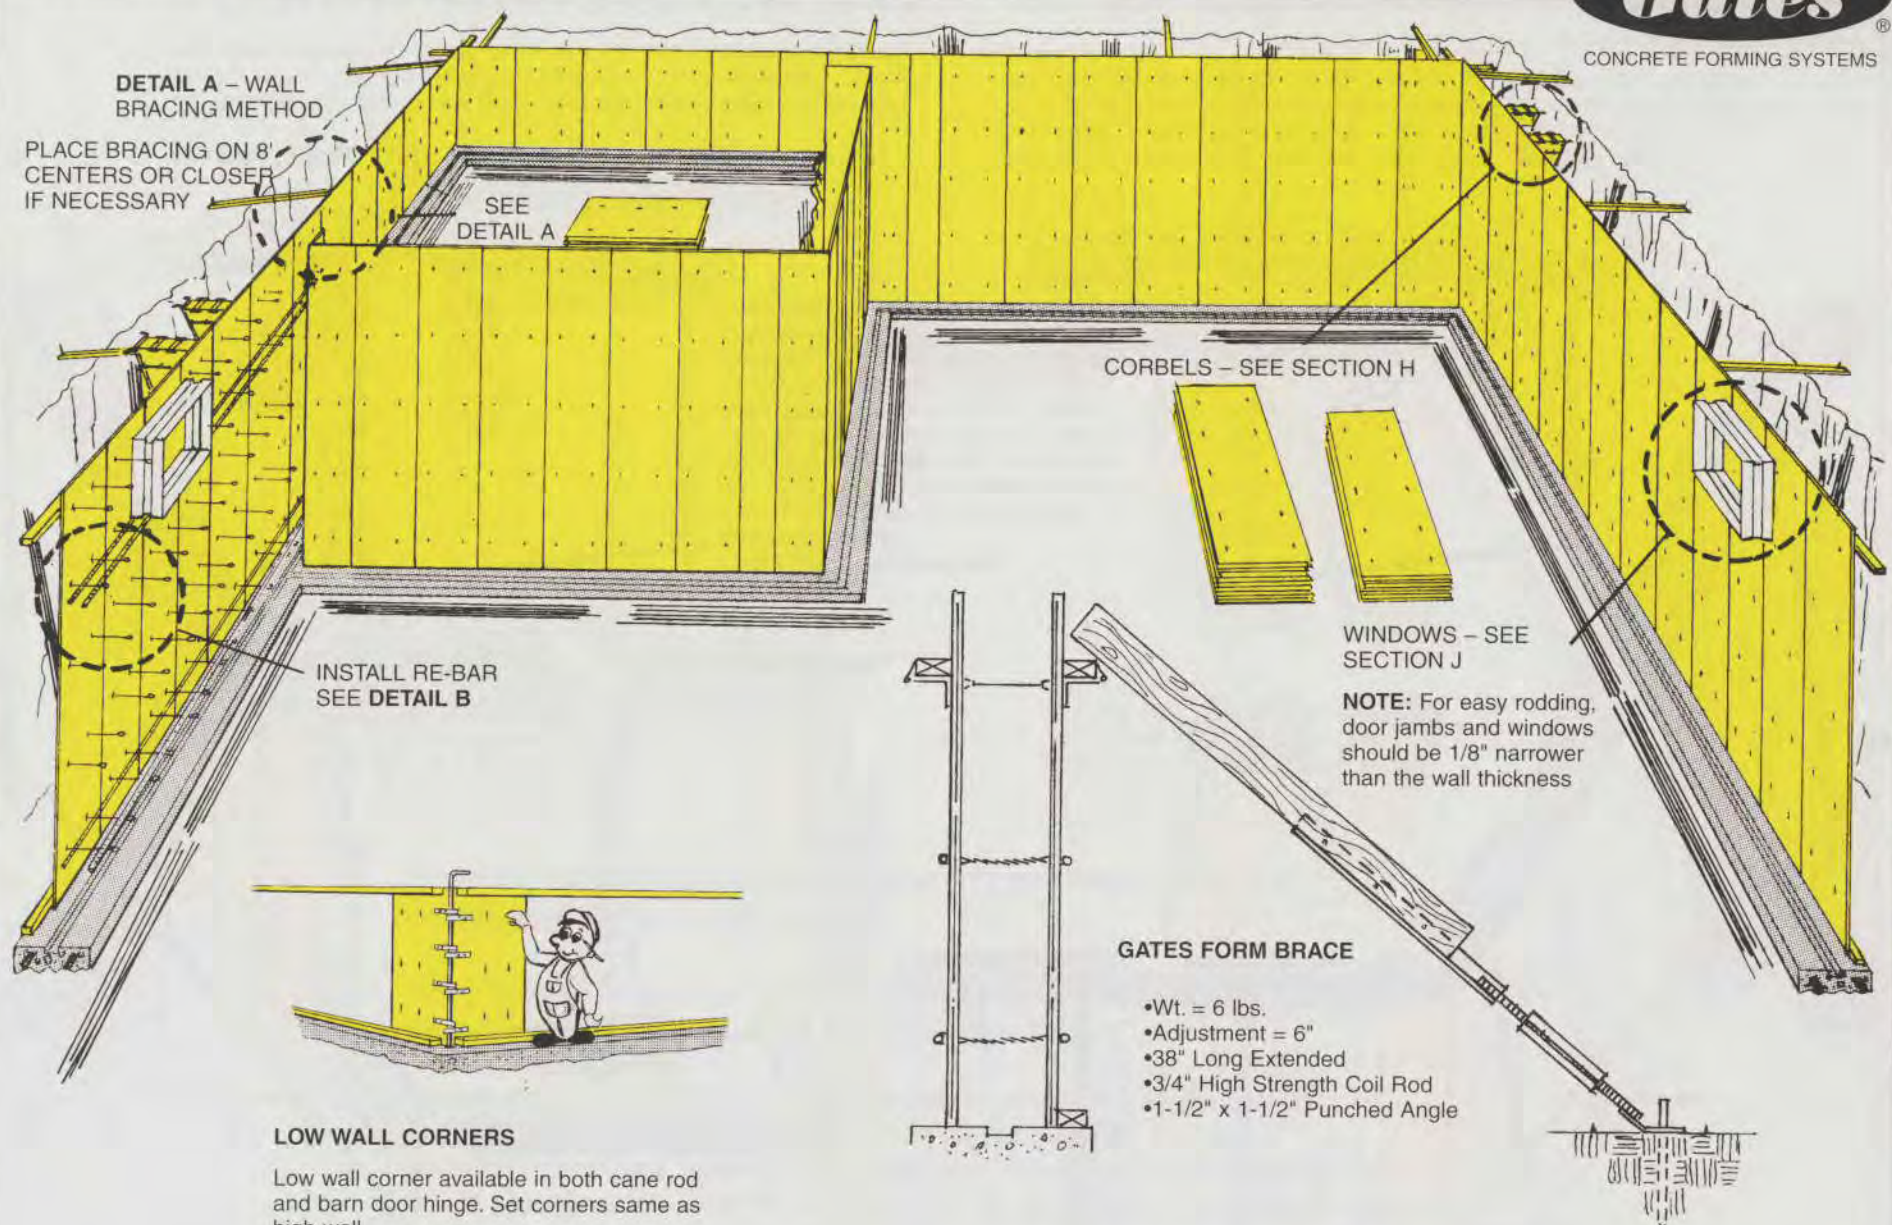 Gates
®
CONCRETE FORMING SYSTEMS
DETAIL A – WALL
BRACING METHOD
PLACE BRACING ON 8'
CENTERS OR CLOSER
IF NECESSARY
SEE
DETAIL A
CORBELS – SEE SECTION H
INSTALL RE-BAR
SEE DETAIL B
WINDOWS – SEE
SECTION J
NOTE: For easy rodding,
door jambs and windows
should be 1/8" narrower
than the wall thickness
GATES FORM BRACE
•Wt. = 6 lbs.
•Adjustment = 6"
•38" Long Extended
•3/4" High Strength Coil Rod
•1-1/2" x 1-1/2" Punched Angle
LOW WALL CORNERS
Low wall corner available in both cane rod
and barn door hinge. Set corners same as
high wall